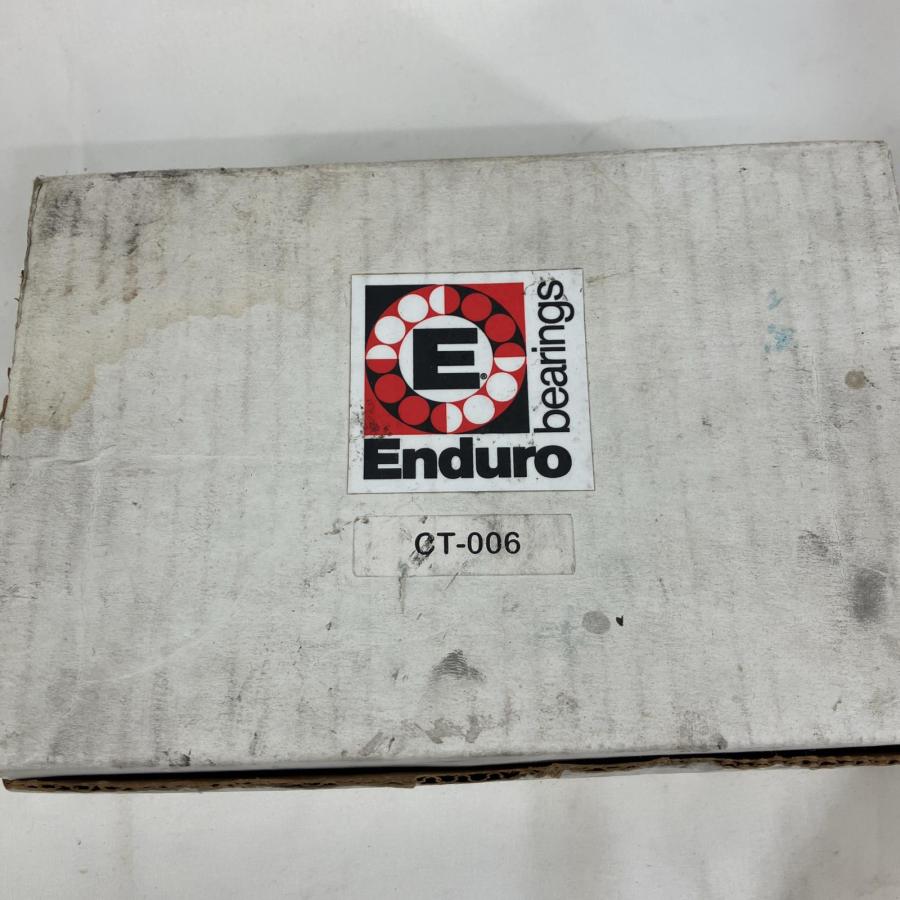 E®
bearings
Enduro
CT-006